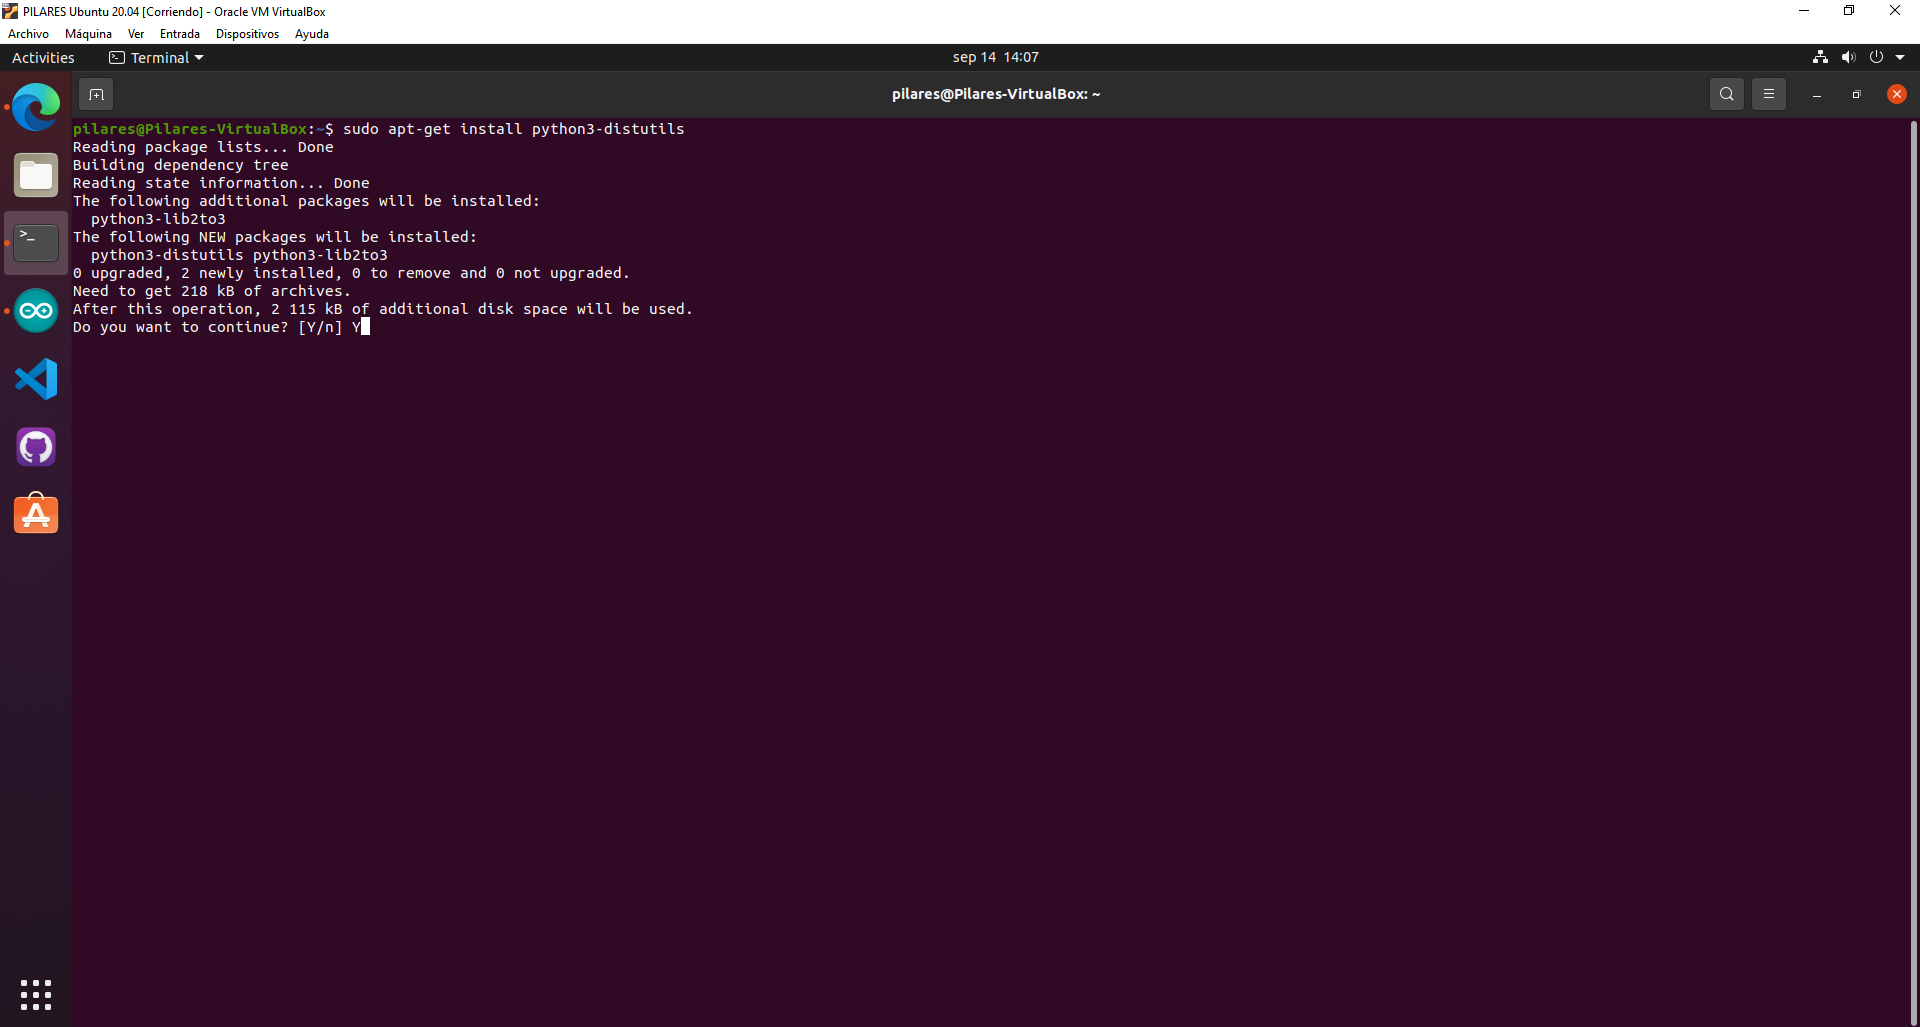 PILARES Ubuntu 20.04 [Corriendo] - Oracle VM VirtualBox
Archivo Máquina Ver Entrada Dispositivos Ayuda
Activities Terminal sep 14 14:07
pilares@Pilares-VirtualBox: ~
pilares@Pilares-VirtualBox:~$ sudo apt-get install python3-distutils
Reading package lists... Done
Building dependency tree
Reading state information... Done
The following additional packages will be installed:
  python3-lib2to3
The following NEW packages will be installed:
  python3-distutils python3-lib2to3
0 upgraded, 2 newly installed, 0 to remove and 0 not upgraded.
Need to get 218 kB of archives.
After this operation, 2 115 kB of additional disk space will be used.
Do you want to continue? [Y/n] Y